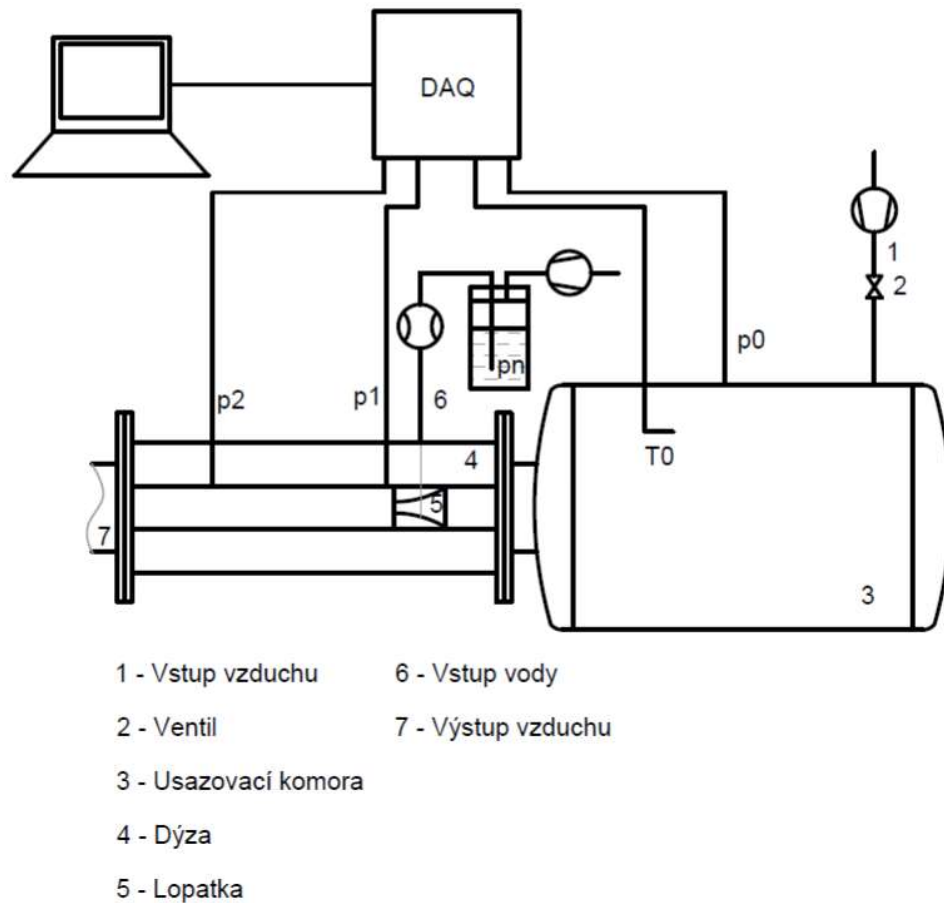 DAQ
1
2
pn
p0
p2
p1
6
4
T0
5
7
3
1 - Vstup vzduchu
6 - Vstup vody
2 - Ventil
7 - Výstup vzduchu
3 - Usazovací komora
4 - Dýza
5 - Lopatka